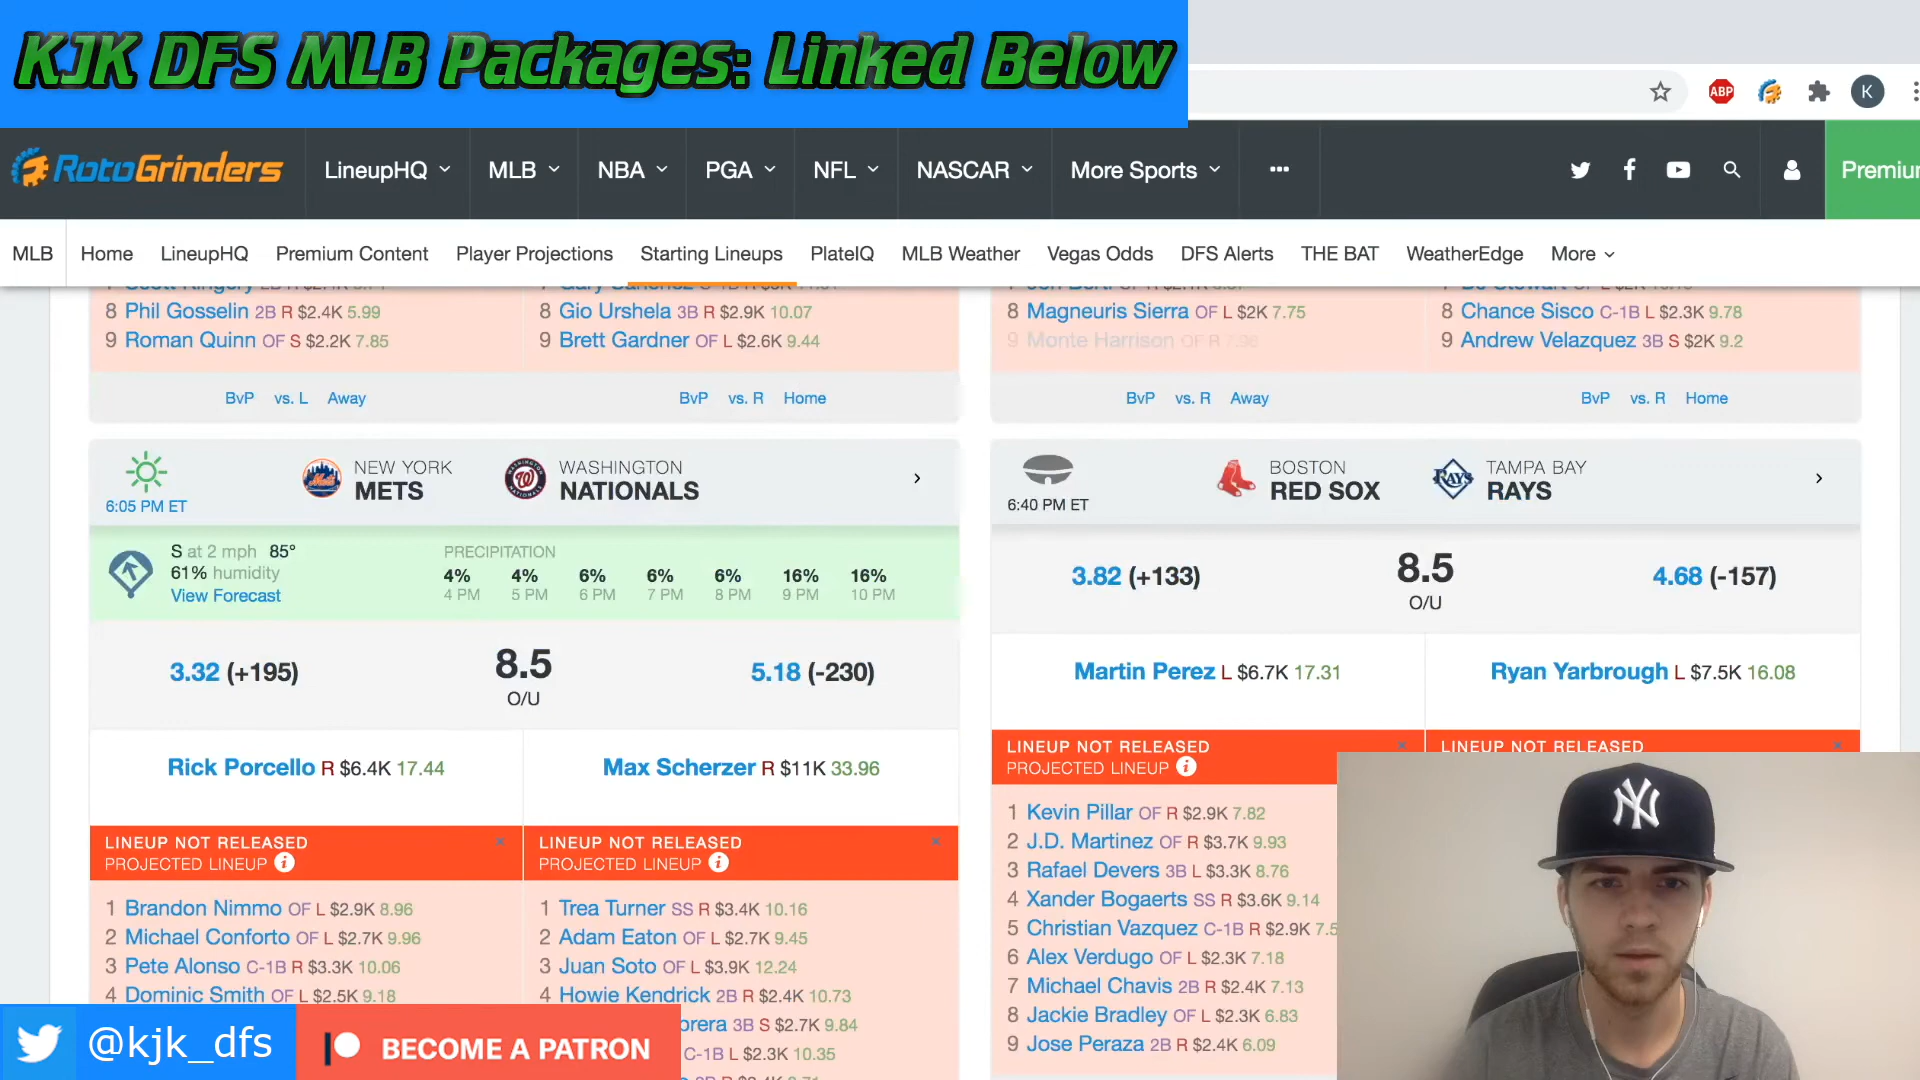 KJK DFS MLB Packages: Linked Below
ABP
K
RotoGrinders
LineupHQ
MLB
NBA
PGA
NFL
NASCAR
More Sports
•••
MLB
Home
LineupHQ
Premium Content
Player Projections
Starting Lineups
PlateIQ
MLB Weather
Vegas Odds
DFS Alerts
THE BAT
WeatherEdge
More
8 Phil Gosselin 2B R $2.4K 5.99
9 Roman Quinn OF S $2.2K 7.85
8 Gio Urshela 3B R $2.9K 10.07
9 Brett Gardner OF L $2.6K 9.44
BvP vs. L Away
BvP vs. R Home
8 Magneuris Sierra OF L $2K 7.75
9 Monte Harrison OF R 7.96
8 Chance Sisco C-1B L $2.3K 9.78
9 Andrew Velazquez 3B S $2K 9.2
BvP vs. R Away
BvP vs. R Home
6:05 PM ET
NEW YORK
METS
WASHINGTON
NATIONALS
S at 2 mph 85°
61% humidity
View Forecast
PRECIPITATION
4% 4% 6% 6% 6% 16% 16%
4 PM 5 PM 6 PM 7 PM 8 PM 9 PM 10 PM
3.32 (+195)
8.5
O/U
5.18 (-230)
Rick Porcello R $6.4K 17.44
Max Scherzer R $11K 33.96
LINEUP NOT RELEASED
PROJECTED LINEUP
LINEUP NOT RELEASED
PROJECTED LINEUP
1 Brandon Nimmo OF L $2.9K 8.96
2 Michael Conforto OF L $2.7K 9.96
3 Pete Alonso C-1B R $3.3K 10.06
4 Dominic Smith OF L $2.5K 9.18
1 Trea Turner SS R $3.4K 10.16
2 Adam Eaton OF L $2.7K 9.45
3 Juan Soto OF L $3.9K 12.24
4 Howie Kendrick 2B R $2.4K 10.73
3B S $2.7K 9.84
C-1B L $2.3K 10.35
6:40 PM ET
BOSTON
RED SOX
TAMPA BAY
RAYS
3.82 (+133)
8.5
O/U
4.68 (-157)
Martin Perez L $6.7K 17.31
Ryan Yarbrough L $7.5K 16.08
LINEUP NOT RELEASED
PROJECTED LINEUP
LINEUP NOT RELEASED
1 Kevin Pillar OF R $2.9K 7.82
2 J.D. Martinez OF R $3.7K 9.93
3 Rafael Devers 3B L $3.3K 8.76
4 Xander Bogaerts SS R $3.6K 9.14
5 Christian Vazquez C-1B R $2.9K
6 Alex Verdugo OF L $2.3K 7.18
7 Michael Chavis 2B R $2.4K 7.13
8 Jackie Bradley OF L $2.3K 6.83
9 Jose Peraza 2B R $2.4K 6.09
@kjk_dfs
BECOME A PATRON